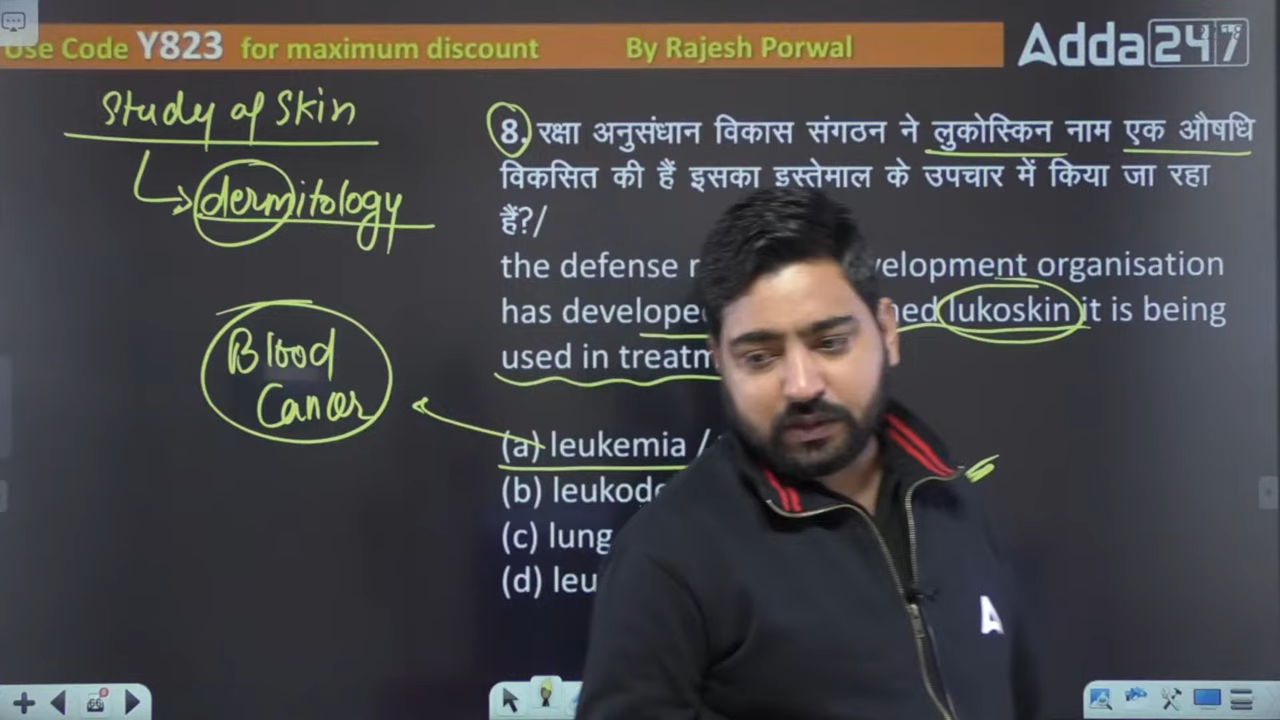 Use Code Y823 for maximum discount By Rajesh Porwal Adda247
Study of Skin
dermitology
8. रक्षा अनुसंधान विकास संगठन ने लुकोस्किन नाम एक औषधि
विकसित की हैं इसका इस्तेमाल के उपचार में किया जा रहा
हैं?/
the defense velopment organisation
has develope lukoskin it is being
used in treatm
Blood
Cancer
(a) leukemia /
(b) leukod
(c) lung
(d) leu
A